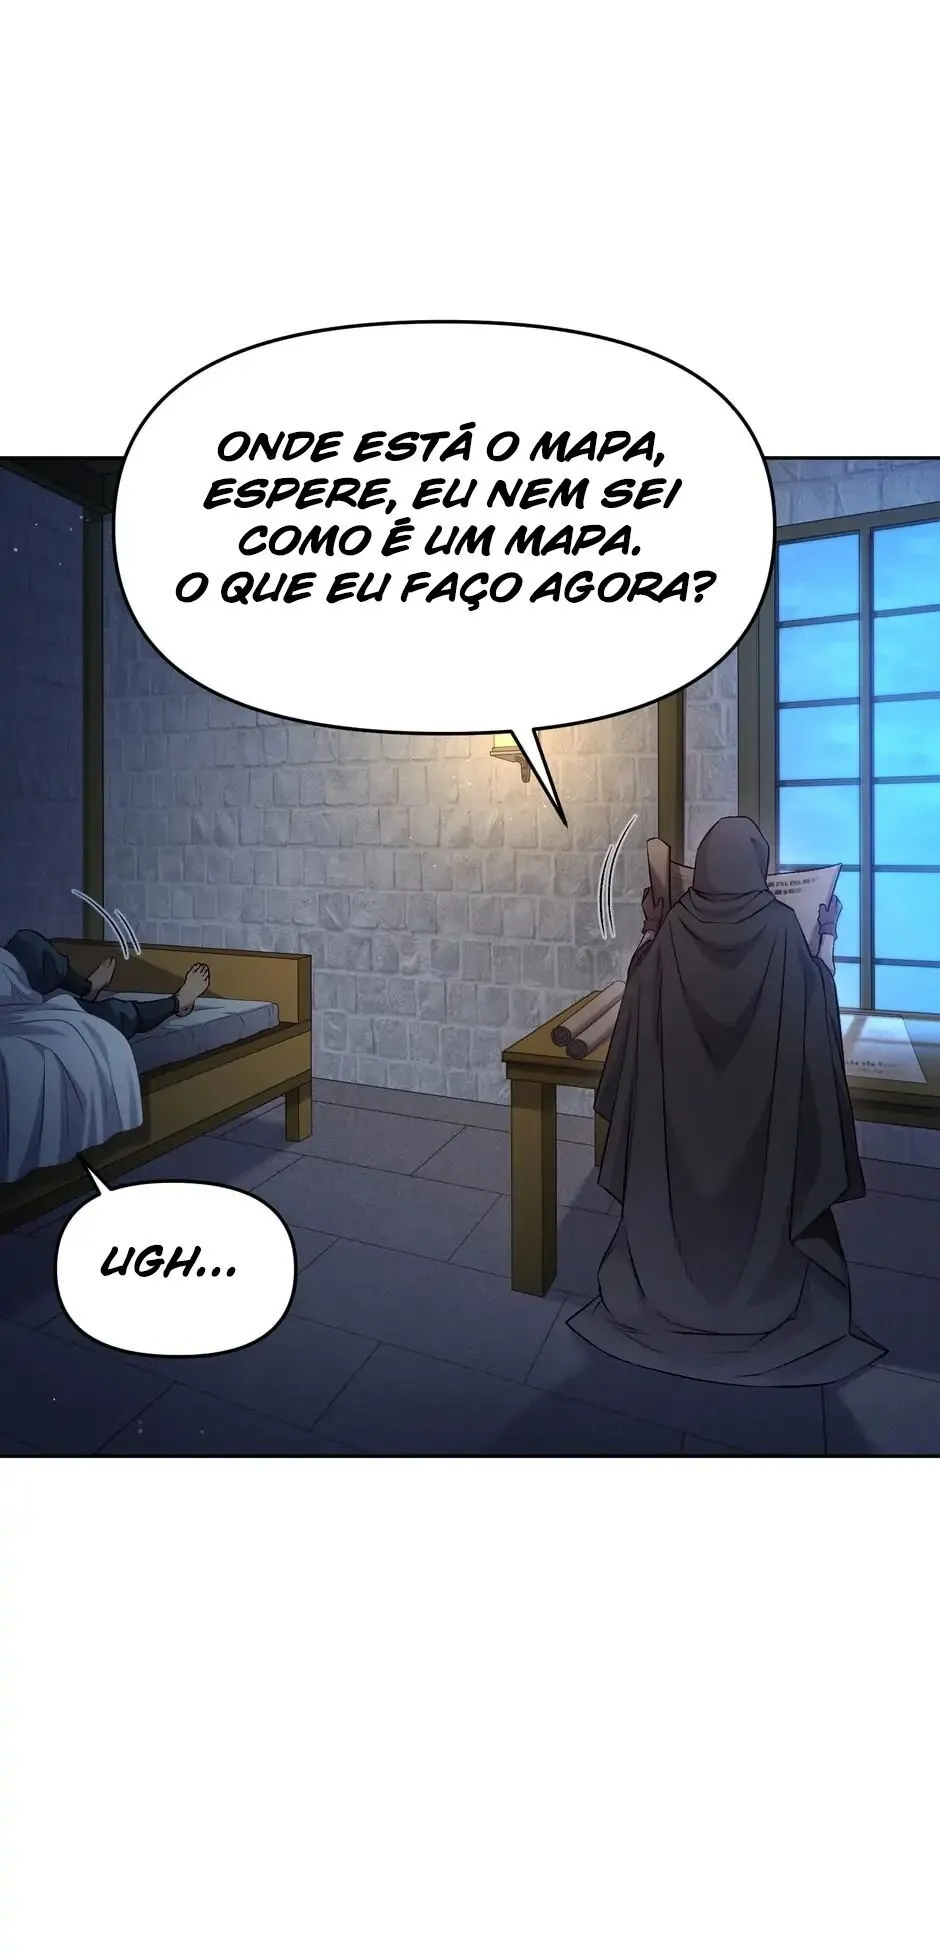 ONDE ESTÁ O MAPA,
ESPERE, EU NEM SEI
COMO É UM MAPA.
O QUE EU FAÇO AGORA?
UGH...